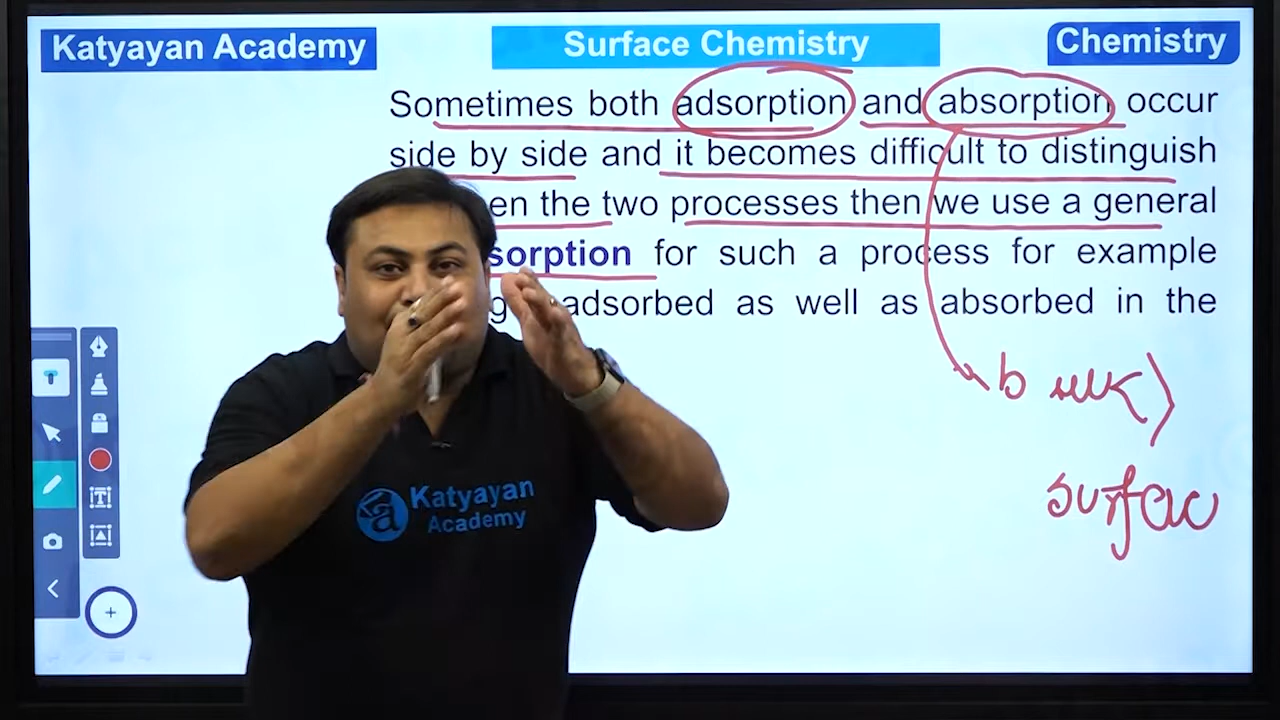 Katyayan Academy
Surface Chemistry
Chemistry
Sometimes both adsorption and absorption occur
side by side and it becomes difficult to distinguish
en the two processes then we use a general
sorption for such a process for example
g adsorbed as well as absorbed in the
bulk
surface
Katyayan
Academy